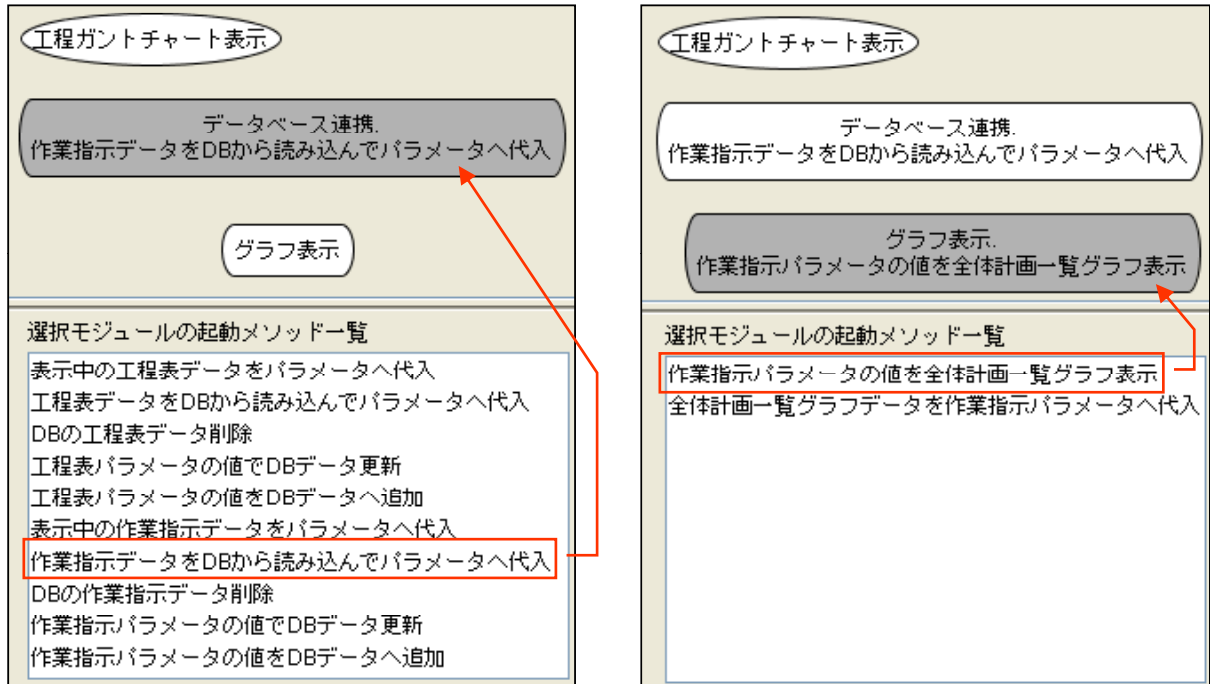 工程ガントチャート表示
データベース連携.
作業指示データをDBから読み込んでパラメータへ代入
グラフ表示
選択モジュールの起動メソッド一覧
表示中の工程表データをパラメータへ代入
工程表データをDBから読み込んでパラメータへ代入
DBの工程表データ削除
工程表パラメータの値でDBデータ更新
工程表パラメータの値をDBデータへ追加
表示中の作業指示データをパラメータへ代入
作業指示データをDBから読み込んでパラメータへ代入
DBの作業指示データ削除
作業指示パラメータの値でDBデータ更新
作業指示パラメータの値をDBデータへ追加
工程ガントチャート表示
データベース連携.
作業指示データをDBから読み込んでパラメータへ代入
グラフ表示.
作業指示パラメータの値を全体計画一覧グラフ表示
選択モジュールの起動メソッド一覧
作業指示パラメータの値を全体計画一覧グラフ表示
全体計画一覧グラフデータを作業指示パラメータへ代入